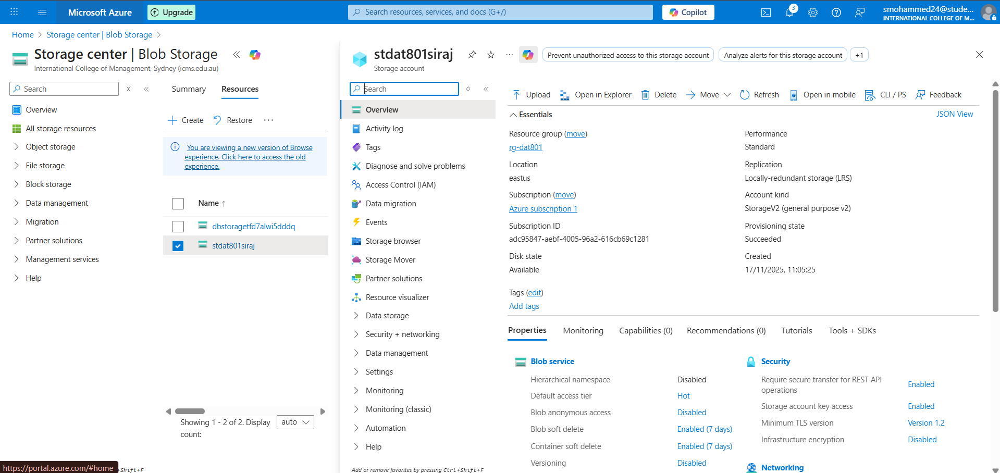 Microsoft Azure
Upgrade
Search resources, services, and docs (G+/)
Copilot
3
smohammed24@stude...
INTERNATIONAL COLLEGE OF M...
Home
Storage center | Blob Storage
Storage center | Blob Storage
International College of Management, Sydney (icms.edu.au)
Search
Overview
All storage resources
Object storage
File storage
Block storage
Data management
Migration
Partner solutions
Management services
Help
Summary
Resources
Create
Restore
You are viewing a new version of Browse
experience. Click here to access the old
experience.
Name ↑
dbstoragetfd7alwi5dddq
stdat801siraj
Showing 1 - 2 of 2. Display
count:
auto
https://portal.azure.com/#home
+Shift+F
stdat801siraj
Storage account
Prevent unauthorized access to this storage account
Analyze alerts for this storage account
+1
Search
Overview
Activity log
Tags
Diagnose and solve problems
Access Control (IAM)
Data migration
Events
Storage browser
Storage Mover
Partner solutions
Resource visualizer
Data storage
Security + networking
Data management
Settings
Monitoring
Monitoring (classic)
Automation
Help
Add or remove favorites by pressing Ctrl+Shift+F
Upload
Open in Explorer
Delete
Move
Refresh
Open in mobile
CLI / PS
Feedback
Essentials
JSON View
Resource group (move)
rg-dat801
Location
eastus
Subscription (move)
Azure subscription 1
Subscription ID
adc95847-aebf-4005-96a2-616cb69c1281
Disk state
Available
Performance
Standard
Replication
Locally-redundant storage (LRS)
Account kind
StorageV2 (general purpose v2)
Provisioning state
Succeeded
Created
17/11/2025, 11:05:25
Tags (edit)
Add tags
Properties
Monitoring
Capabilities (0)
Recommendations (0)
Tutorials
Tools + SDKs
Blob service
Hierarchical namespace Disabled
Default access tier Hot
Blob anonymous access Disabled
Blob soft delete Enabled (7 days)
Container soft delete Enabled (7 days)
Versioning Disabled
Security
Require secure transfer for REST API
operations Enabled
Storage account key access Enabled
Minimum TLS version Version 1.2
Infrastructure encryption Disabled
Networking